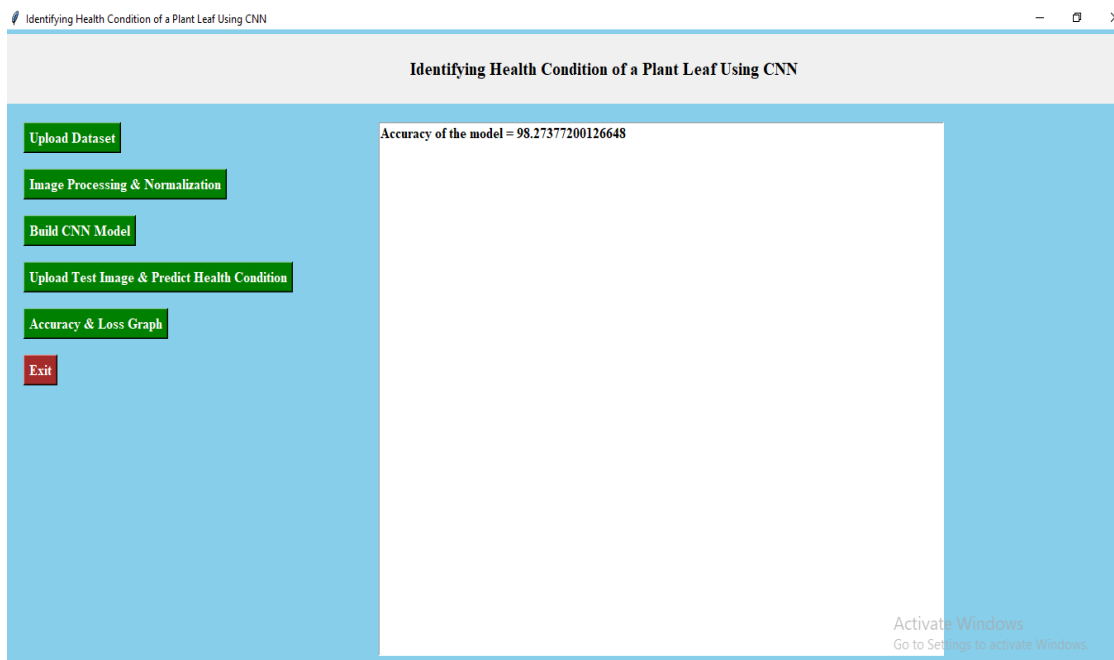 Identifying Health Condition of a Plant Leaf Using CNN
Identifying Health Condition of a Plant Leaf Using CNN
Upload Dataset
Image Processing & Normalization
Build CNN Model
Upload Test Image & Predict Health Condition
Accuracy & Loss Graph
Exit
Accuracy of the model = 98.27377200126648
Activate Windows
Go to Settings to activate Windows.